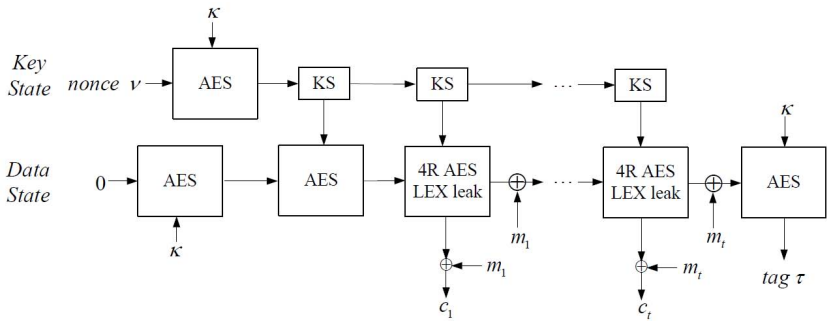 κ
Key
State
nonce ν
AES
KS
KS
...
KS
κ
Data
State
0
AES
AES
4R AES
LEX leak
...
4R AES
LEX leak
AES
κ
m₁
mₜ
m₁
mₜ
tag τ
c₁
cₜ